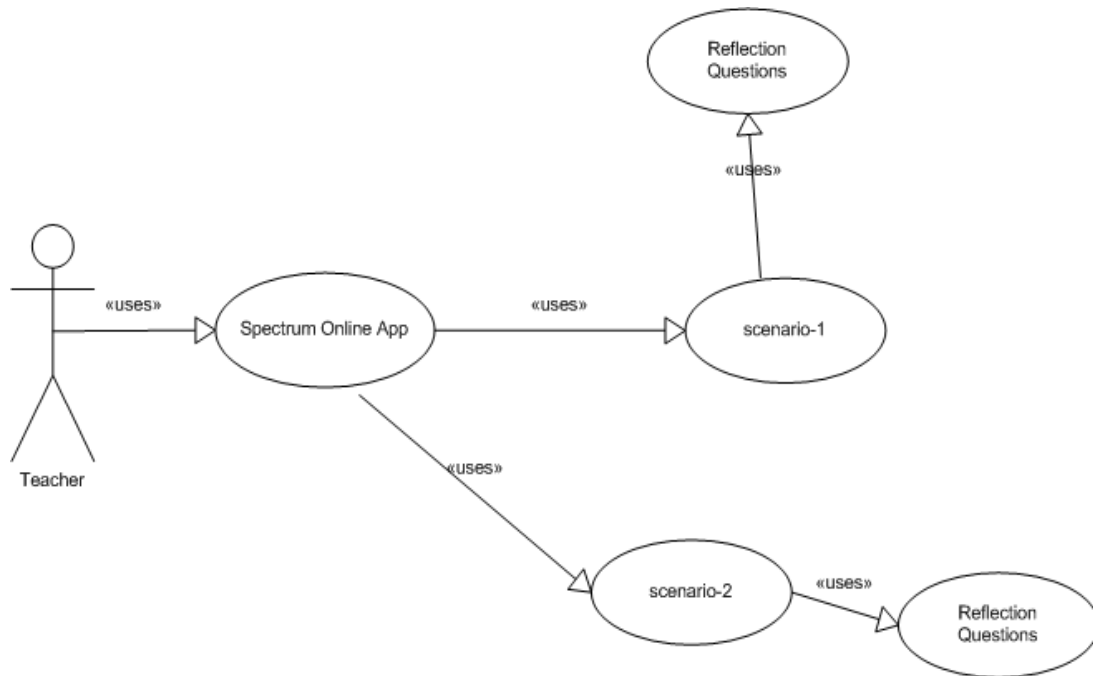 Reflection
Questions
«uses»
«uses»
«uses»
Spectrum Online App
scenario-1
Teacher
«uses»
«uses»
scenario-2
Reflection
Questions